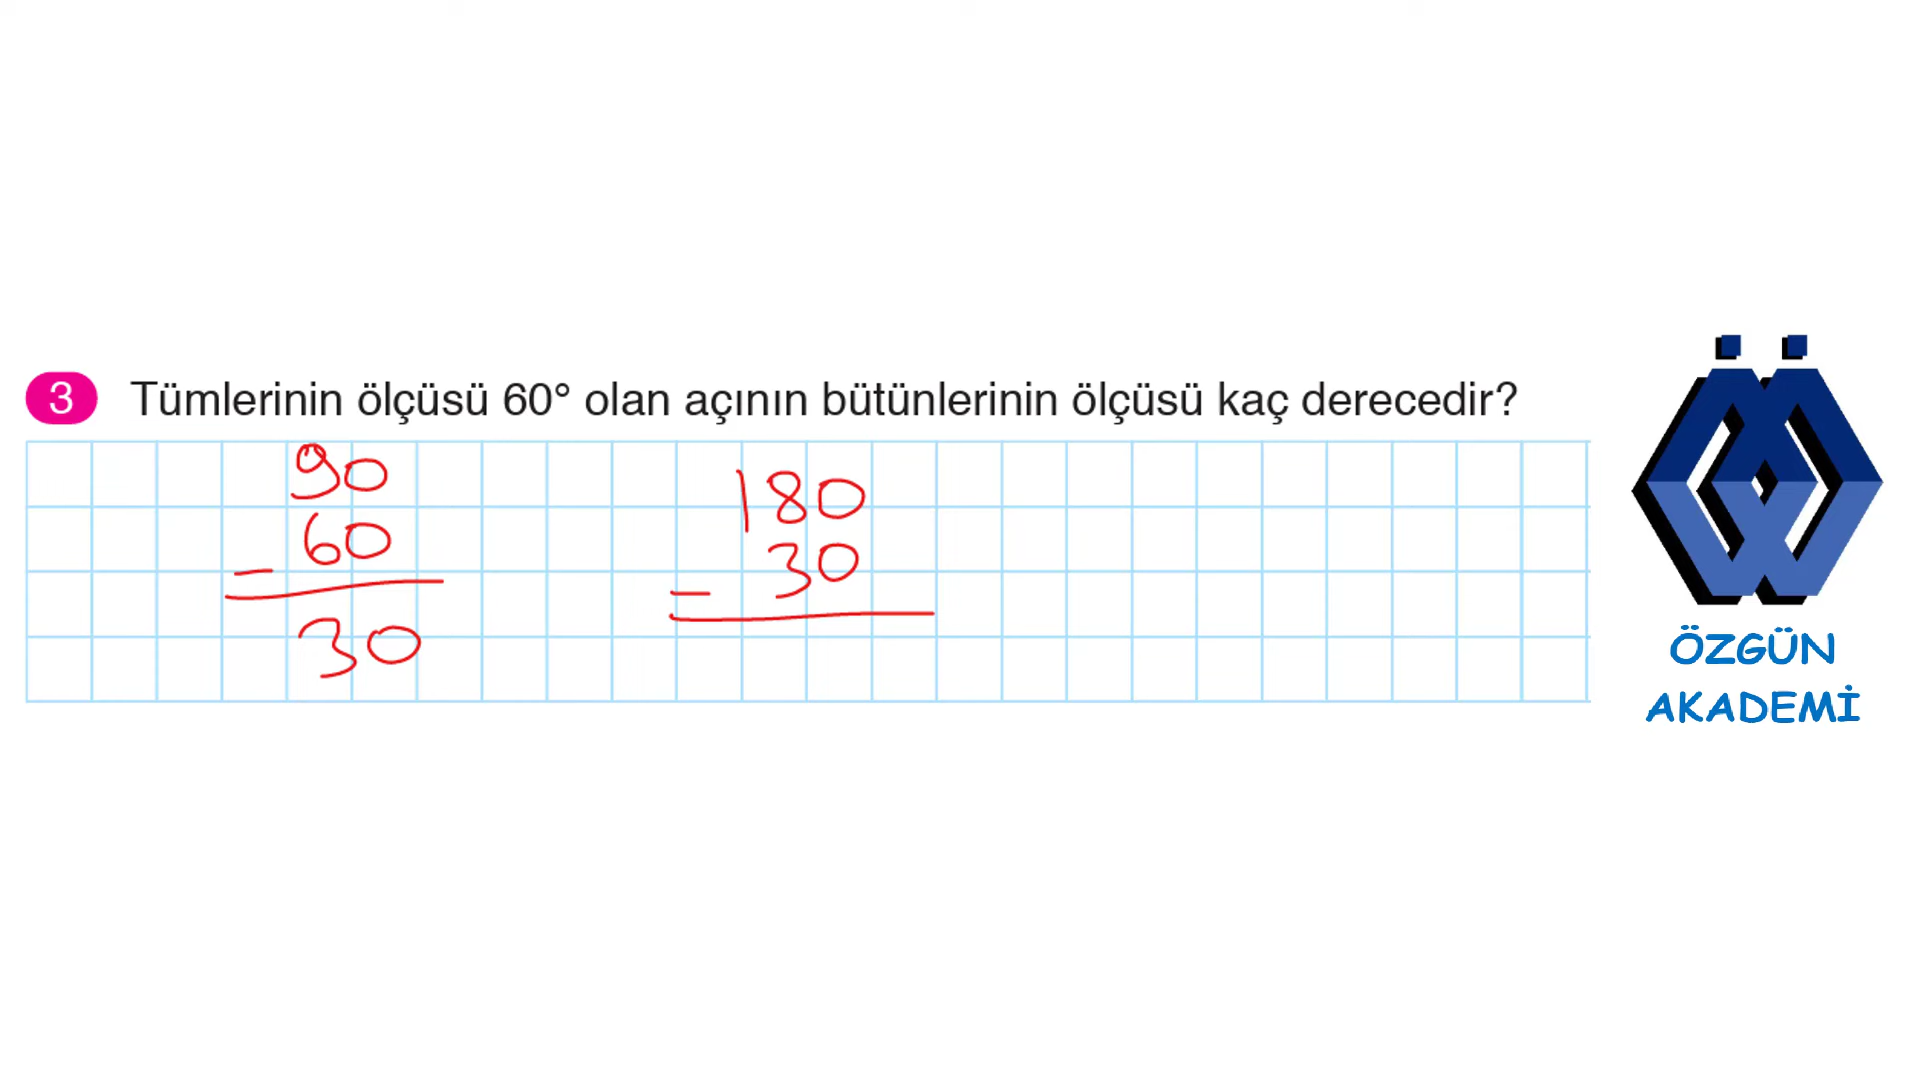 3 Tümlerinin ölçüsü 60° olan açının bütünlerinin ölçüsü kaç derecedir?
90
- 60
30
180
- 30
ÖZGÜN
AKADEMİ